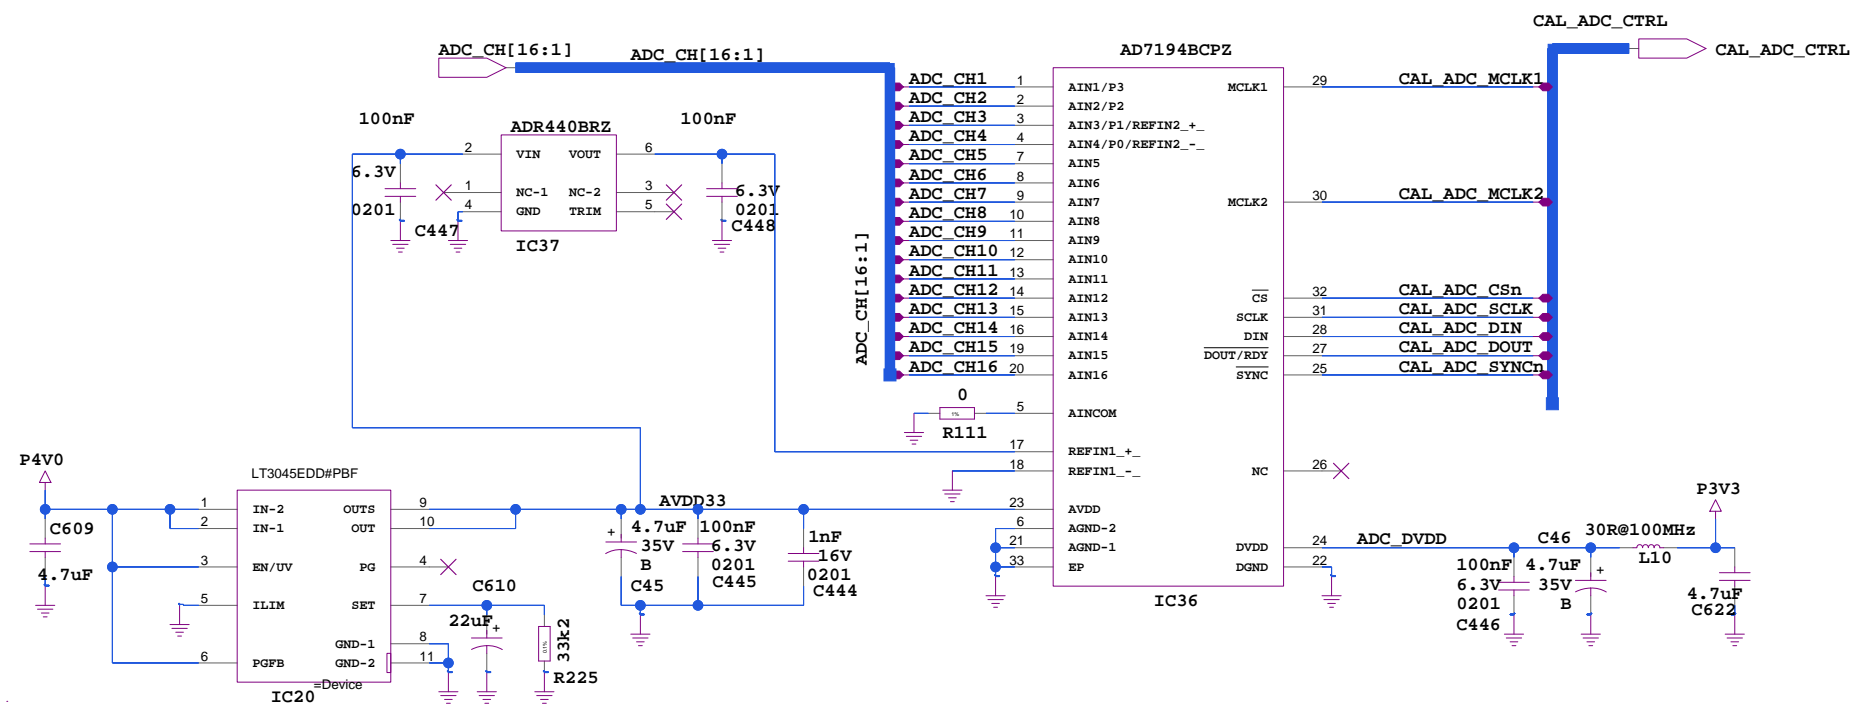 CAL_ADC_CTRL
CAL_ADC_CTRL
ADC_CH[16:1]
ADC_CH[16:1]
ADC_CH[16:1]
AD7194BCPZ
ADC_CH1 1 AIN1/P3 MCLK1 29 CAL_ADC_MCLK1
ADC_CH2 2 AIN2/P2
ADC_CH3 3 AIN3/P1/REFIN2_+_
ADC_CH4 4 AIN4/P0/REFIN2_-_
ADC_CH5 7 AIN5
ADC_CH6 8 AIN6
ADC_CH7 9 AIN7 MCLK2 30 CAL_ADC_MCLK2
ADC_CH8 10 AIN8
ADC_CH9 11 AIN9
ADC_CH10 12 AIN10
ADC_CH11 13 AIN11
ADC_CH12 14 AIN12 CS 32 CAL_ADC_CSn
ADC_CH13 15 AIN13 SCLK 31 CAL_ADC_SCLK
ADC_CH14 16 AIN14 DIN 28 CAL_ADC_DIN
ADC_CH15 19 AIN15 DOUT/RDY 27 CAL_ADC_DOUT
ADC_CH16 20 AIN16 SYNC 25 CAL_ADC_SYNCn
0
1%
R111
5 AINCOM
17 REFIN1_+_
18 REFIN1_-_ NC 26
23 AVDD
6 AGND-2
21 AGND-1 DVDD 24 ADC_DVDD
33 EP DGND 22
IC36
100nF
6.3V
0201
C447
ADR440BRZ
2 VIN VOUT 6
1 NC-1 NC-2 3
4 GND TRIM 5
IC37
100nF
6.3V
0201
C448
P4V0
C609
4.7uF
LT3045EDD#PBF
1 IN-2 OUTS 9
2 IN-1 OUT 10
3 EN/UV PG 4
5 ILIM SET 7
GND-1 8
6 PGFB GND-2 11
=Device
IC20
C610
22uF
+
0.1%
33k2
R225
AVDD33
+
4.7uF
35V
B
C45
100nF
6.3V
0201
C445
1nF
16V
0201
C444
100nF
6.3V
0201
C446
C46
4.7uF
35V
B
+
30R@100MHz
L10
P3V3
4.7uF
C622